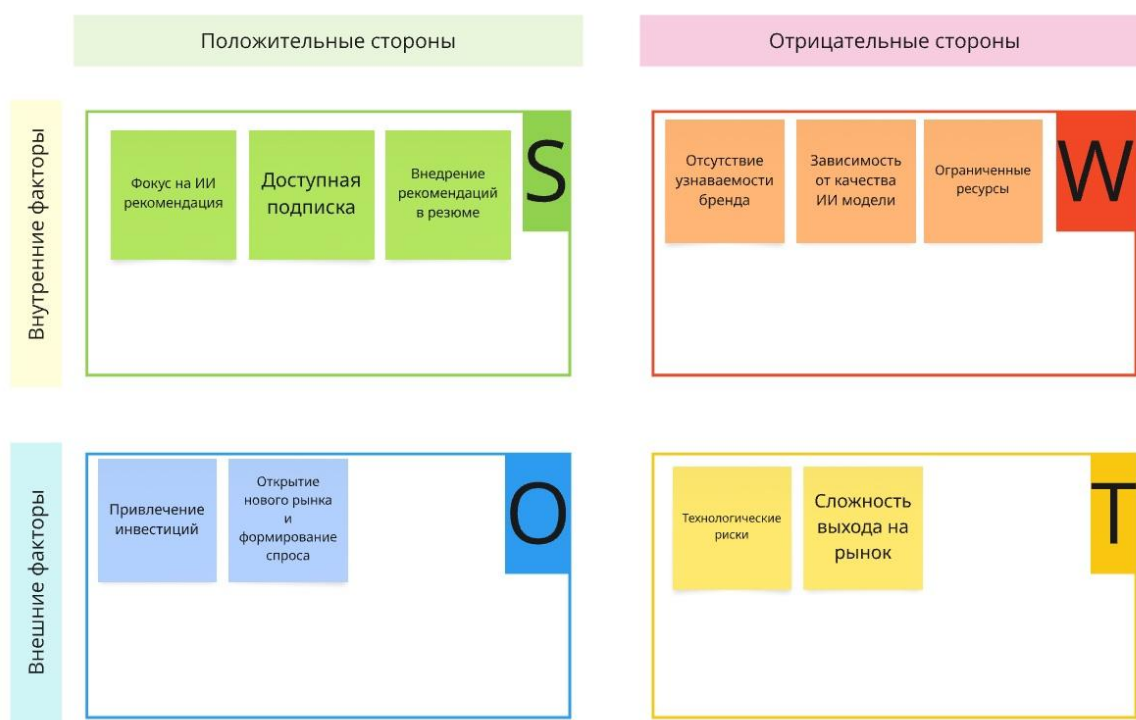 Положительные стороны
Отрицательные стороны
Внутренние факторы
Фокус на ИИ
рекомендация
Доступная
подписка
Внедрение
рекомендаций
в резюме
S
Отсутствие
узнаваемости
бренда
Зависимость
от качества
ИИ модели
Ограниченные
ресурсы
W
Внешние факторы
Привлечение
инвестиций
Открытие
нового рынка
и
формирование
спроса
O
Технологические
риски
Сложность
выхода на
рынок
T